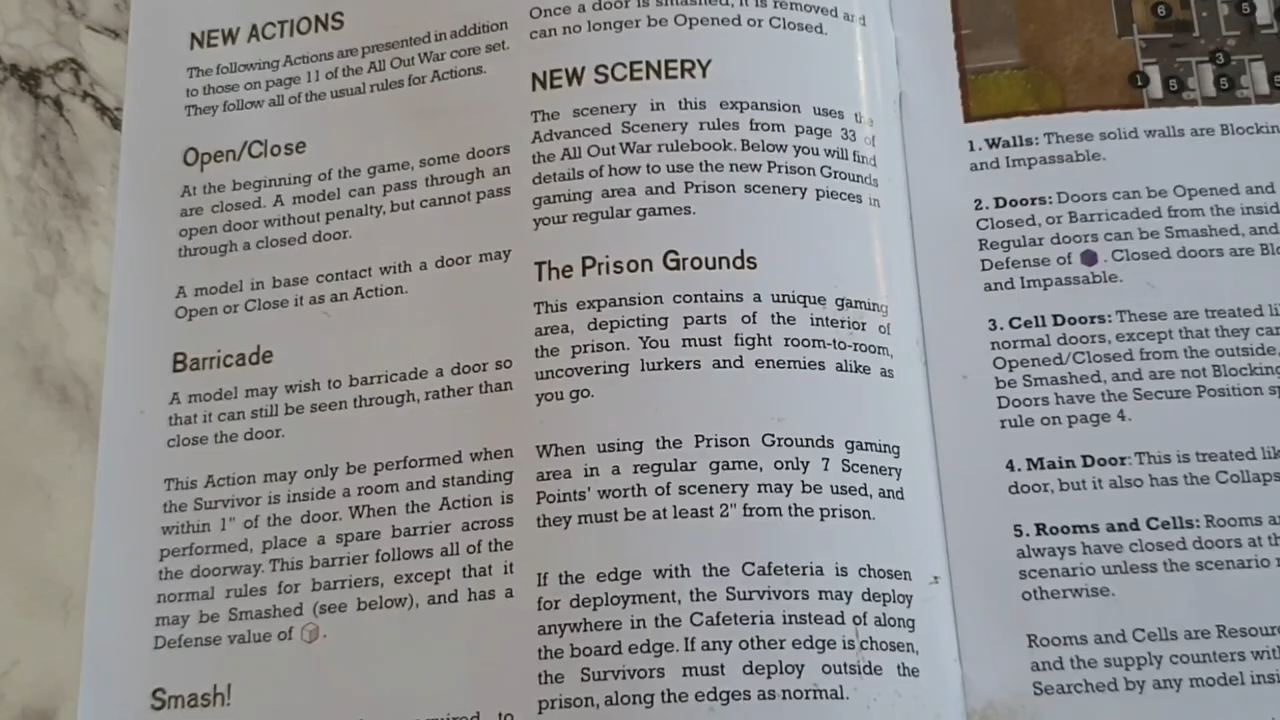 NEW ACTIONS
The following Actions are presented in addition
to those on page 11 of the All Out War core set.
They follow all of the usual rules for Actions.
Open/Close
At the beginning of the game, some doors
are closed. A model can pass through an
open door without penalty, but cannot pass
through a closed door.
A model in base contact with a door may
Open or Close it as an Action.
Barricade
A model may wish to barricade a door so
that it can still be seen through, rather than
close the door.
This Action may only be performed when
the Survivor is inside a room and standing
within 1" of the door. When the Action is
performed, place a spare barrier across
the doorway. This barrier follows all of the
normal rules for barriers, except that it
may be Smashed (see below), and has a
Defense value of .
Smash!
to
Once a door is smashed, it is removed and
can no longer be Opened or Closed.
NEW SCENERY
The scenery in this expansion uses the
Advanced Scenery rules from page 33 of
the All Out War rulebook. Below you will find
details of how to use the new Prison Grounds
gaming area and Prison scenery pieces in
your regular games.
The Prison Grounds
This expansion contains a unique gaming
area, depicting parts of the interior of
the prison. You must fight room-to-room,
uncovering lurkers and enemies alike as
you go.
When using the Prison Grounds gaming
area in a regular game, only 7 Scenery
Points' worth of scenery may be used, and
they must be at least 2" from the prison.
If the edge with the Cafeteria is chosen
for deployment, the Survivors may deploy
anywhere in the Cafeteria instead of along
the board edge. If any other edge is chosen,
the Survivors must deploy outside the
prison, along the edges as normal.
6 5
3
1 5 5 5
1. Walls: These solid walls are Blockin
and Impassable.
2. Doors: Doors can be Opened and
Closed, or Barricaded from the insid
Regular doors can be Smashed, and
Defense of . Closed doors are Blo
and Impassable.
3. Cell Doors: These are treated li
normal doors, except that they can
Opened/Closed from the outside,
be Smashed, and are not Blocking
Doors have the Secure Position sp
rule on page 4.
4. Main Door: This is treated lik
door, but it also has the Collaps
5. Rooms and Cells: Rooms a
always have closed doors at th
scenario unless the scenario
otherwise.
Rooms and Cells are Resour
and the supply counters wit
Searched by any model insi